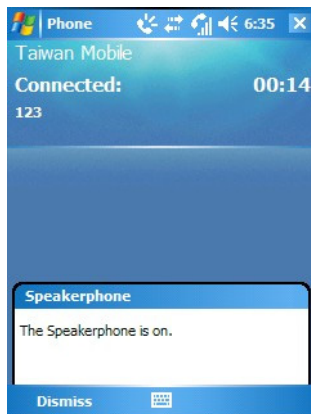 Phone 6:35
Taiwan Mobile
Connected: 00:14
123
Speakerphone
The Speakerphone is on.
Dismiss